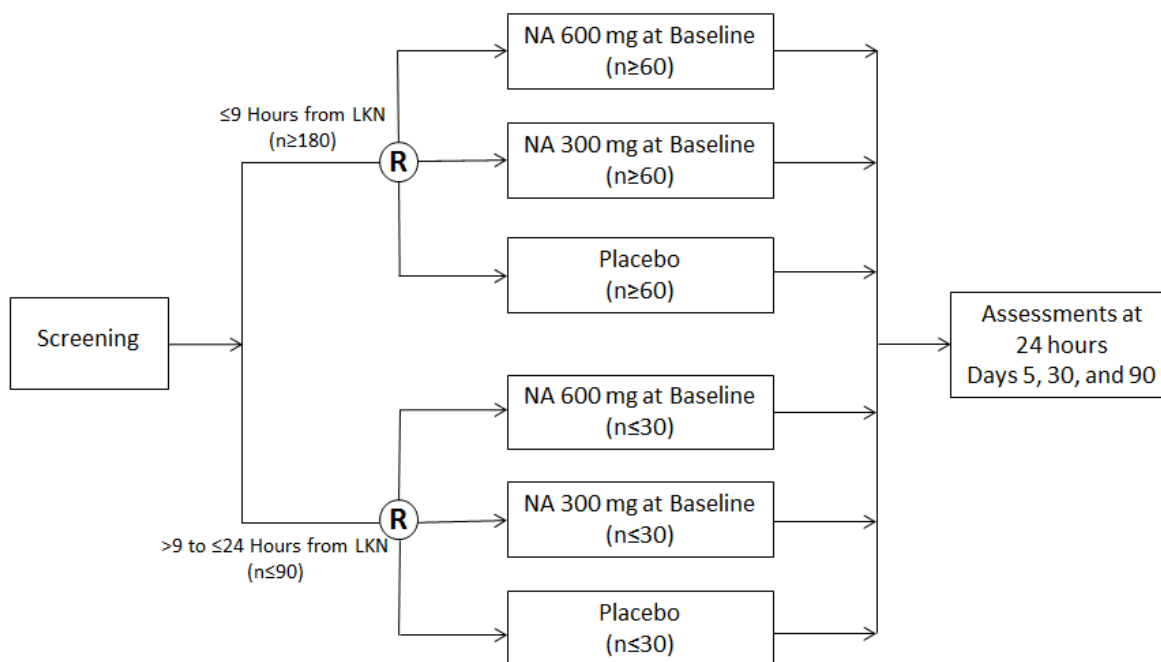 Screening
≤9 Hours from LKN
(n≥180)
R
NA 600 mg at Baseline
(n≥60)
NA 300 mg at Baseline
(n≥60)
Placebo
(n≥60)
>9 to ≤24 Hours from LKN
(n≤90)
R
NA 600 mg at Baseline
(n≤30)
NA 300 mg at Baseline
(n≤30)
Placebo
(n≤30)
Assessments at
24 hours
Days 5, 30, and 90